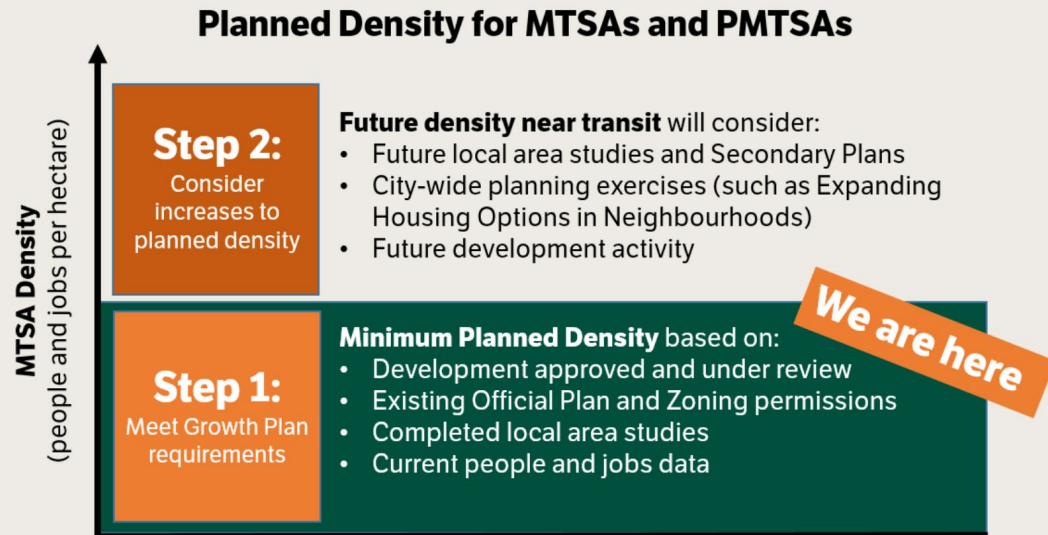 Planned Density for MTSAs and PMTSAs
MTSA Density
(people and jobs per hectare)
Step 2:
Consider
increases to
planned density
Future density near transit will consider:
• Future local area studies and Secondary Plans
• City-wide planning exercises (such as Expanding
Housing Options in Neighbourhoods)
• Future development activity
We are here
Step 1:
Meet Growth Plan
requirements
Minimum Planned Density based on:
• Development approved and under review
• Existing Official Plan and Zoning permissions
• Completed local area studies
• Current people and jobs data